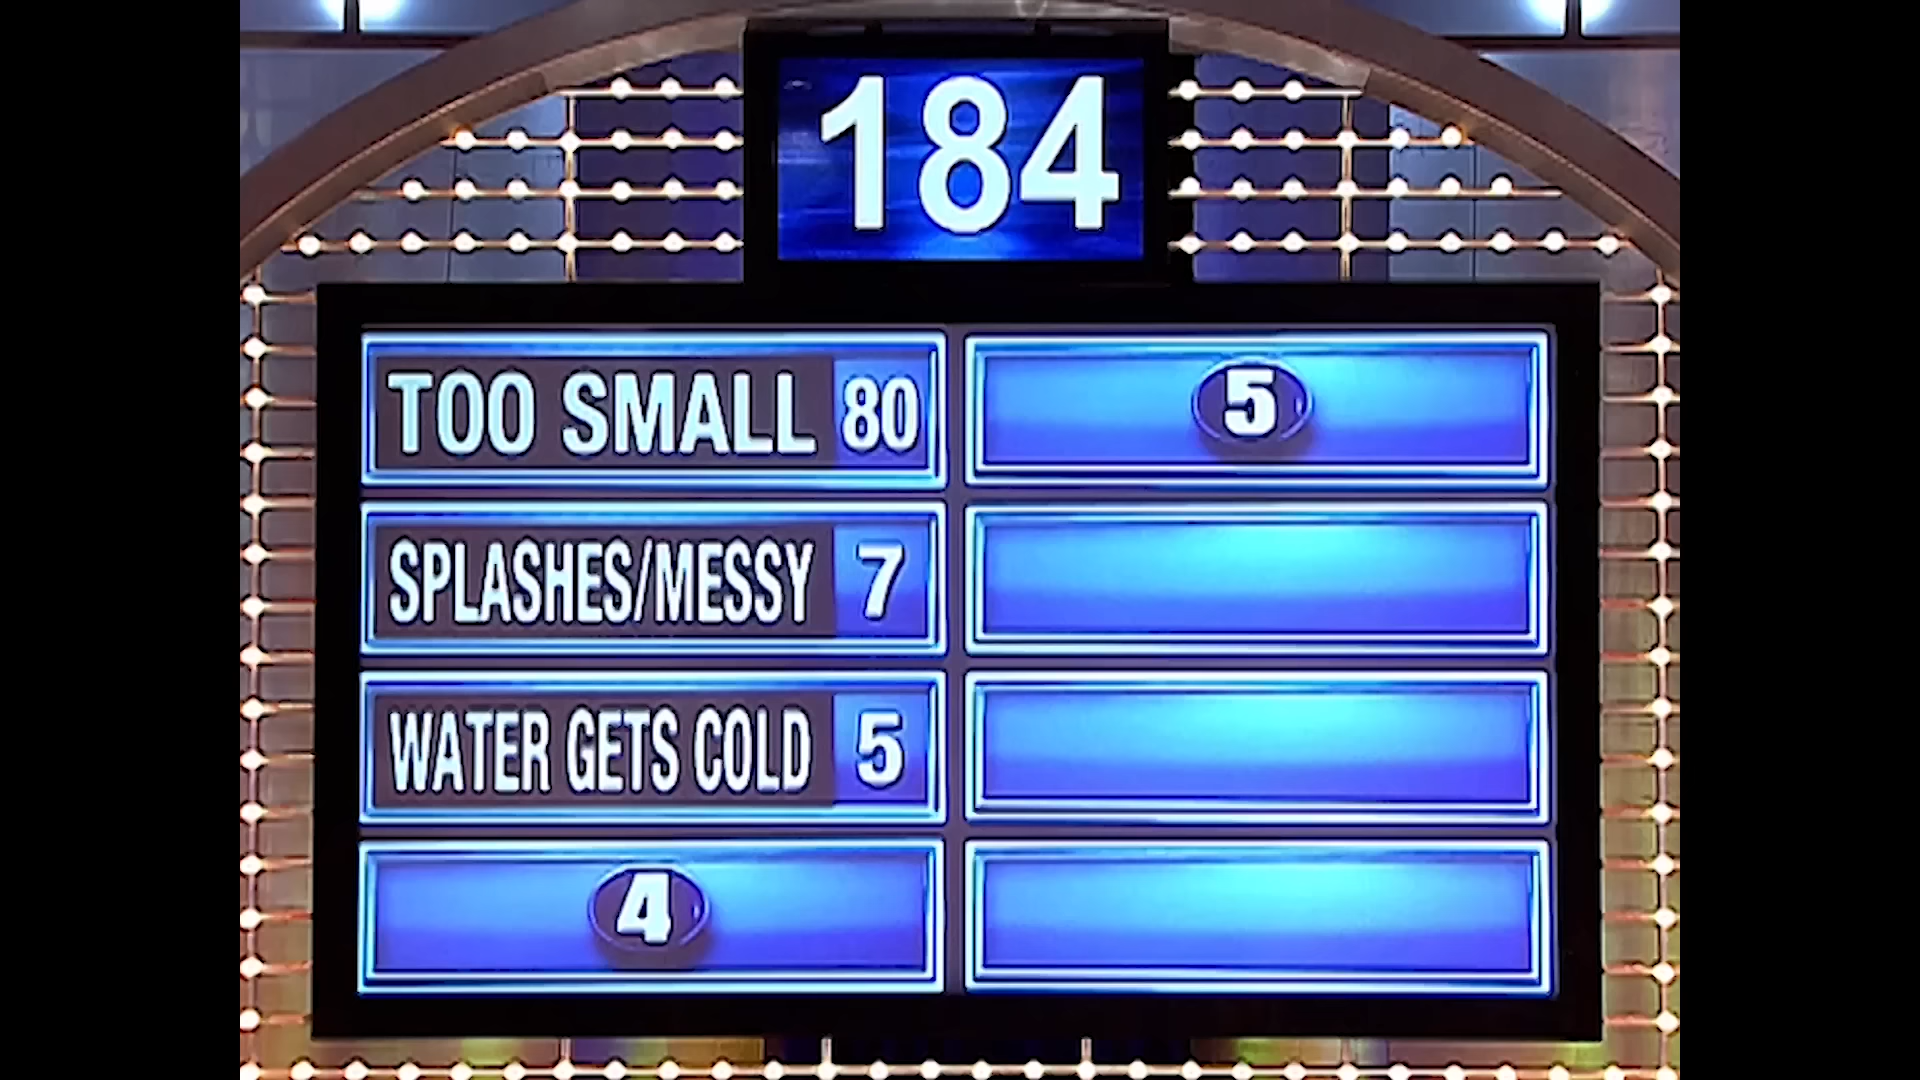 184
TOO SMALL 80
SPLASHES/MESSY 7
WATER GETS COLD 5
4
5